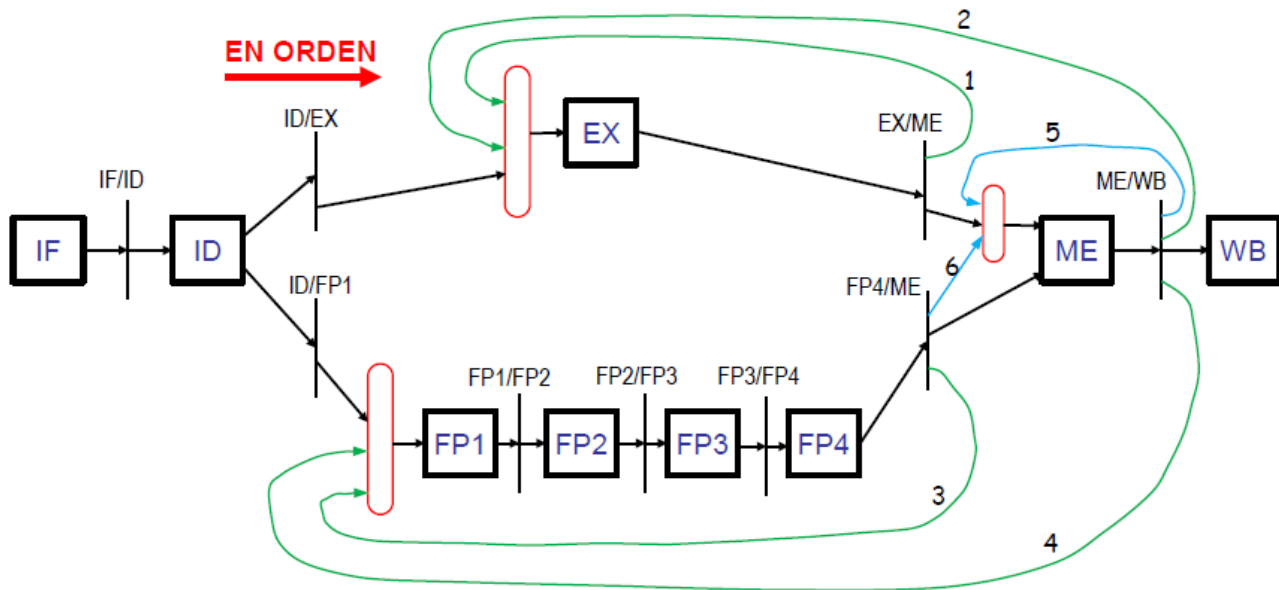 2
EN ORDEN
1
ID/EX
EX
EX/ME
5
IF/ID
ME/WB
IF
ID
ME
WB
6
ID/FP1
FP4/ME
FP1/FP2
FP2/FP3
FP3/FP4
FP1
FP2
FP3
FP4
3
4